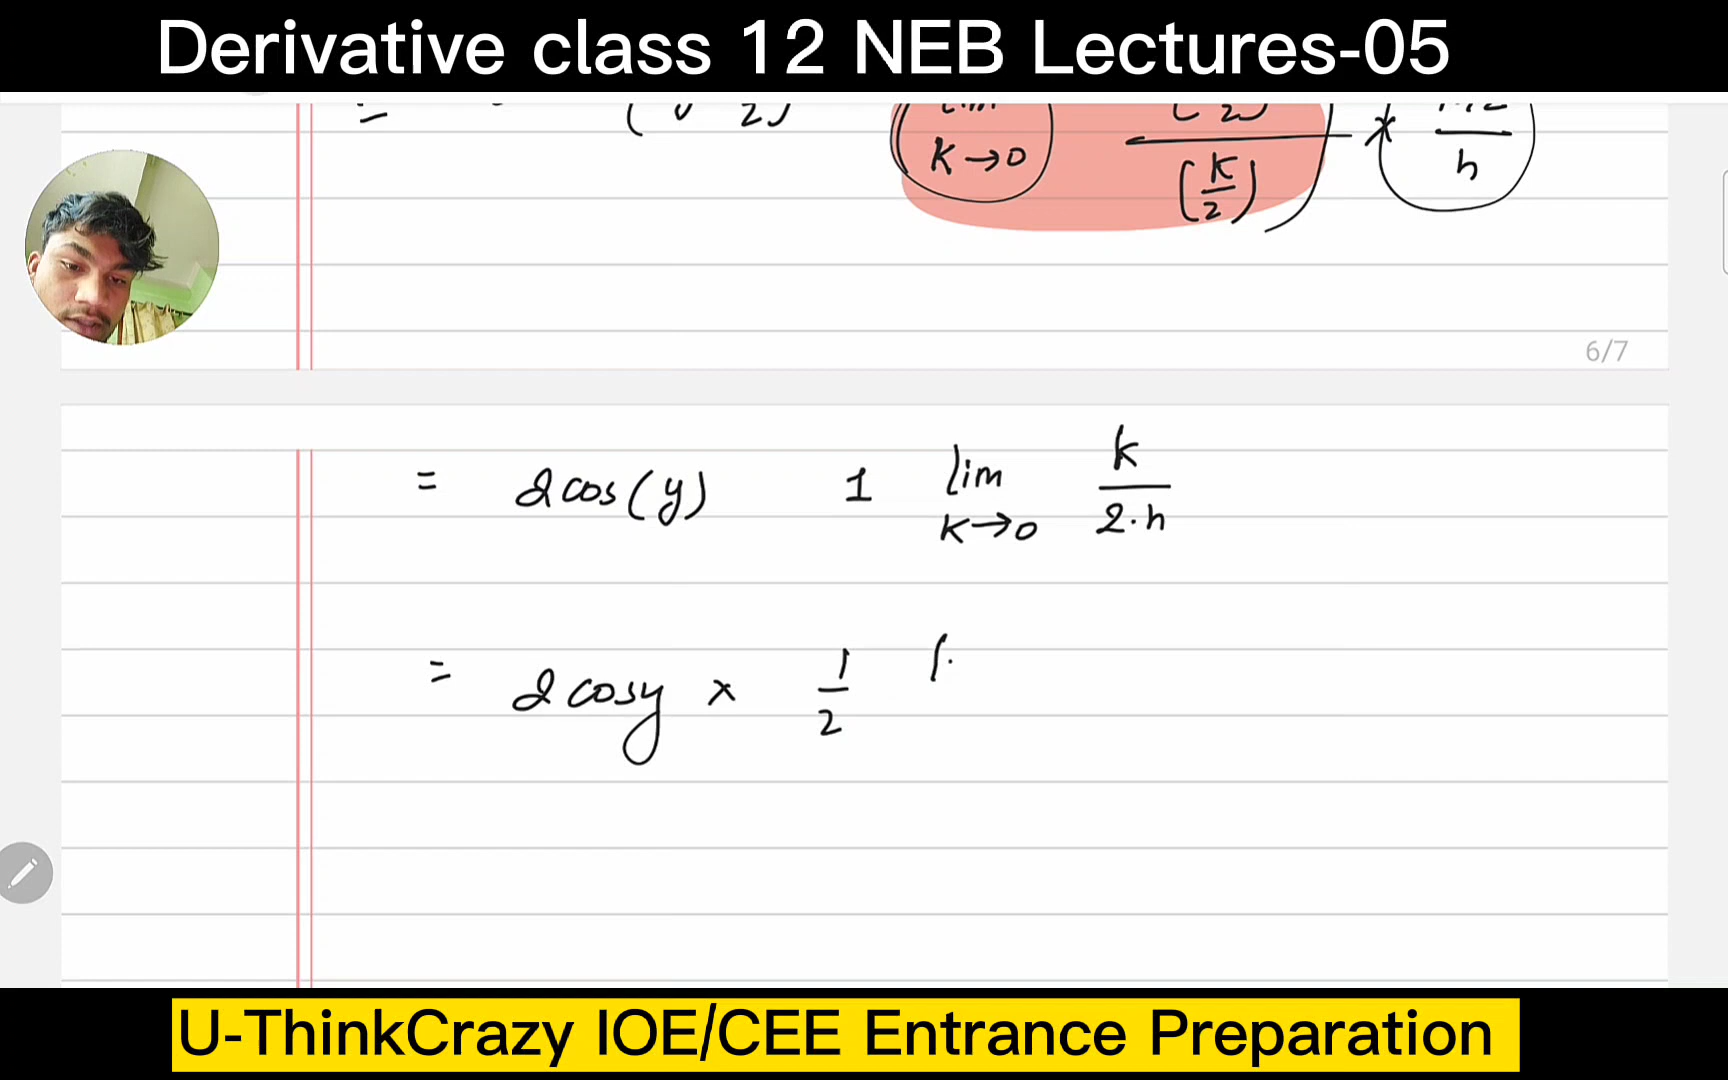 Derivative class 12 NEB Lectures-05
K→0
(K/2)
*
h
6/7
= 2cos(y) 1 lim K→0 k/2·h
= 2cosy × 1/2
U-ThinkCrazy IOE/CEE Entrance Preparation